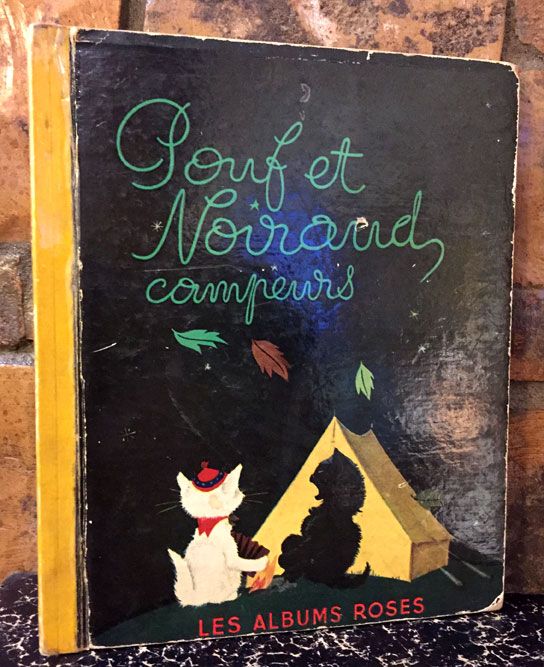 Pouf et
Noiraud,
campeurs
LES ALBUMS ROSES